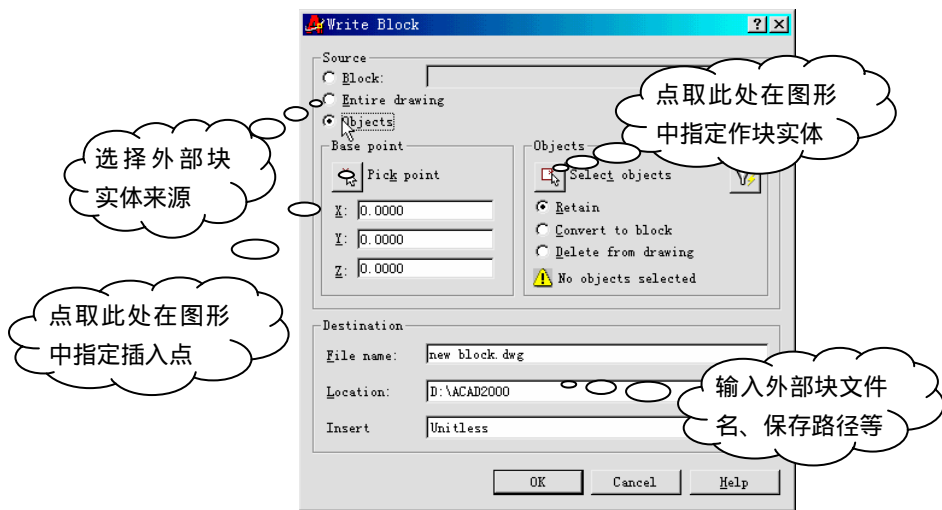 Write Block
Source
Block:
Entire drawing
Objects
点取此处在图形
中指定作块实体
选择外部块
实体来源
Base point
Pick point
X: 0.0000
Y: 0.0000
Z: 0.0000
Objects
Select objects
Retain
Convert to block
Delete from drawing
No objects selected
点取此处在图形
中指定插入点
Destination
File name: new block.dwg
Location: D:\ACAD2000
Insert Unitless
输入外部块文件
名、保存路径等
OK Cancel Help